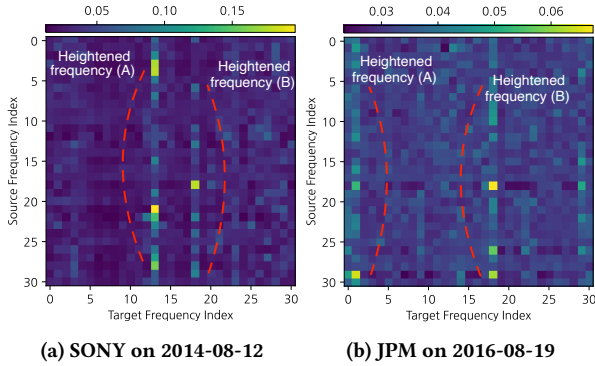 0.05 0.10 0.15
0.03 0.04 0.05 0.06
Heightened
frequency (A)
Heightened
frequency (B)
Heightened
frequency (A)
Heightened
frequency (B)
Source Frequency Index
0
5
10
15
20
25
30
0 5 10 15 20 25 30
Target Frequency Index
Source Frequency Index
0
5
10
15
20
25
30
0 5 10 15 20 25 30
Target Frequency Index
(a) SONY on 2014-08-12
(b) JPM on 2016-08-19